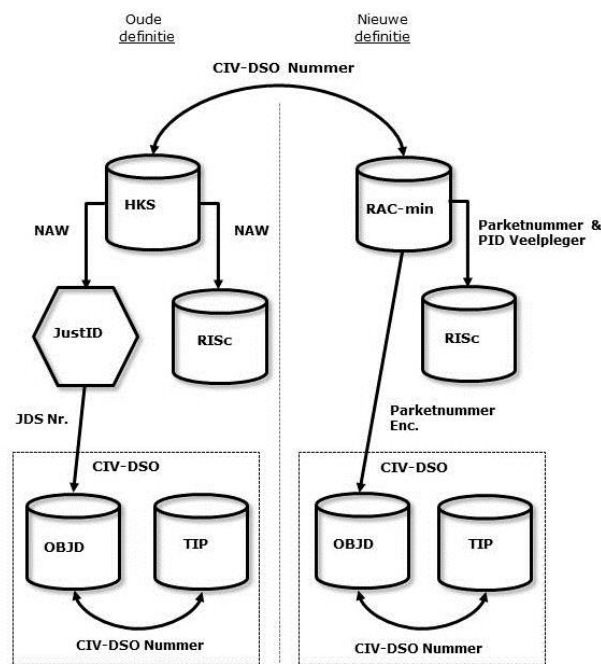 Oude
definitie
Nieuwe
definitie
CIV-DSO Nummer
HKS
RAC-min
NAW
NAW
Parketnummer &
PID Veelpleger
JustID
RISc
RISc
JDS Nr.
Parketnummer
Enc.
CIV-DSO
CIV-DSO
OBJD
TIP
OBJD
TIP
CIV-DSO Nummer
CIV-DSO Nummer